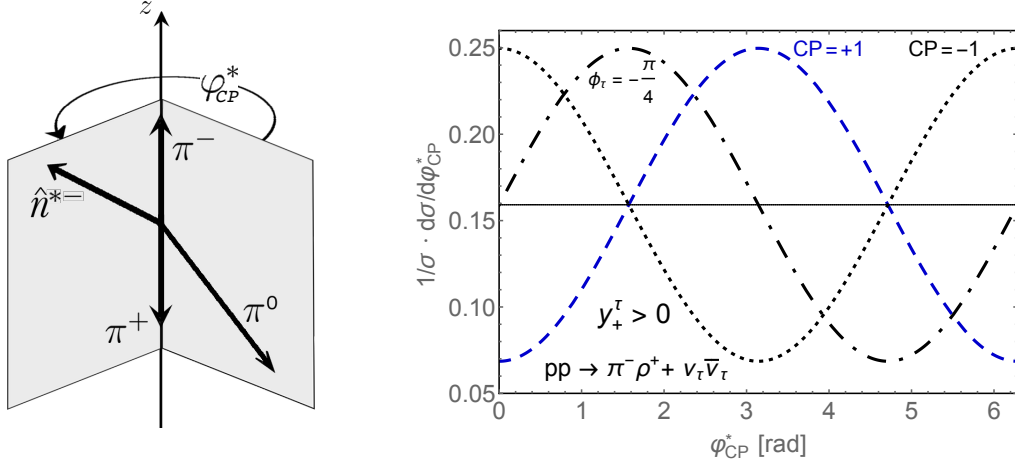 z
φ*CP
π−
n̂*−
π0
π+
1/σ · dσ/dφ*CP
0.25
0.20
0.15
0.10
0.05
CP=+1
CP=−1
ϕτ = −π/4
yτ+ > 0
pp → π−ρ+ + ντν̄τ
0 1 2 3 4 5 6
φ*CP [rad]